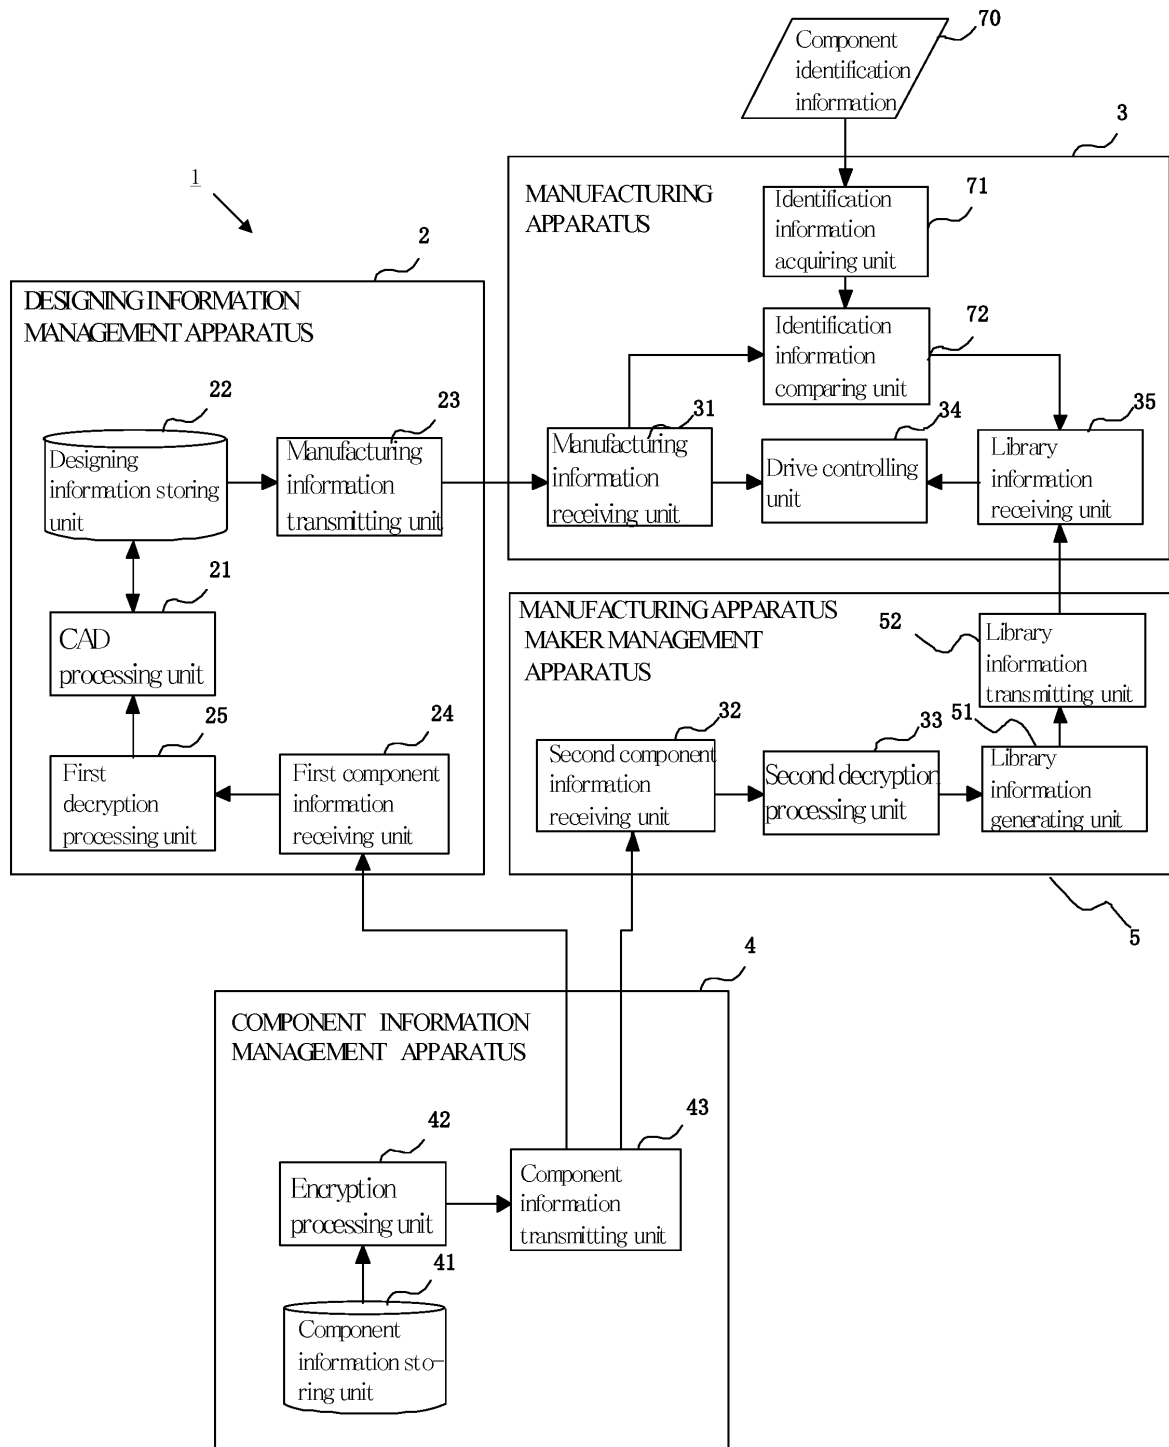 70
Component
identification
information
3
1
MANUFACTURING
APPARATUS
71
Identification
information
acquiring unit
2
DESIGNING INFORMATION
MANAGEMENT APPARATUS
72
Identification
information
comparing unit
22
23
31
34
35
Designing
information storing
unit
Manufacturing
information
transmitting unit
Manufacturing
information
receiving unit
Drive controlling
unit
Library
information
receiving unit
21
CAD
processing unit
MANUFACTURING APPARATUS
MAKER MANAGEMENT
APPARATUS
52
Library
information
transmitting unit
25
24
32
33
51
First
decryption
processing unit
First component
information
receiving unit
Second component
information
receiving unit
Second decryption
processing unit
Library
information
generating unit
5
4
COMPONENT INFORMATION
MANAGEMENT APPARATUS
42
43
Encryption
processing unit
Component
information
transmitting unit
41
Component
information sto-
ring unit